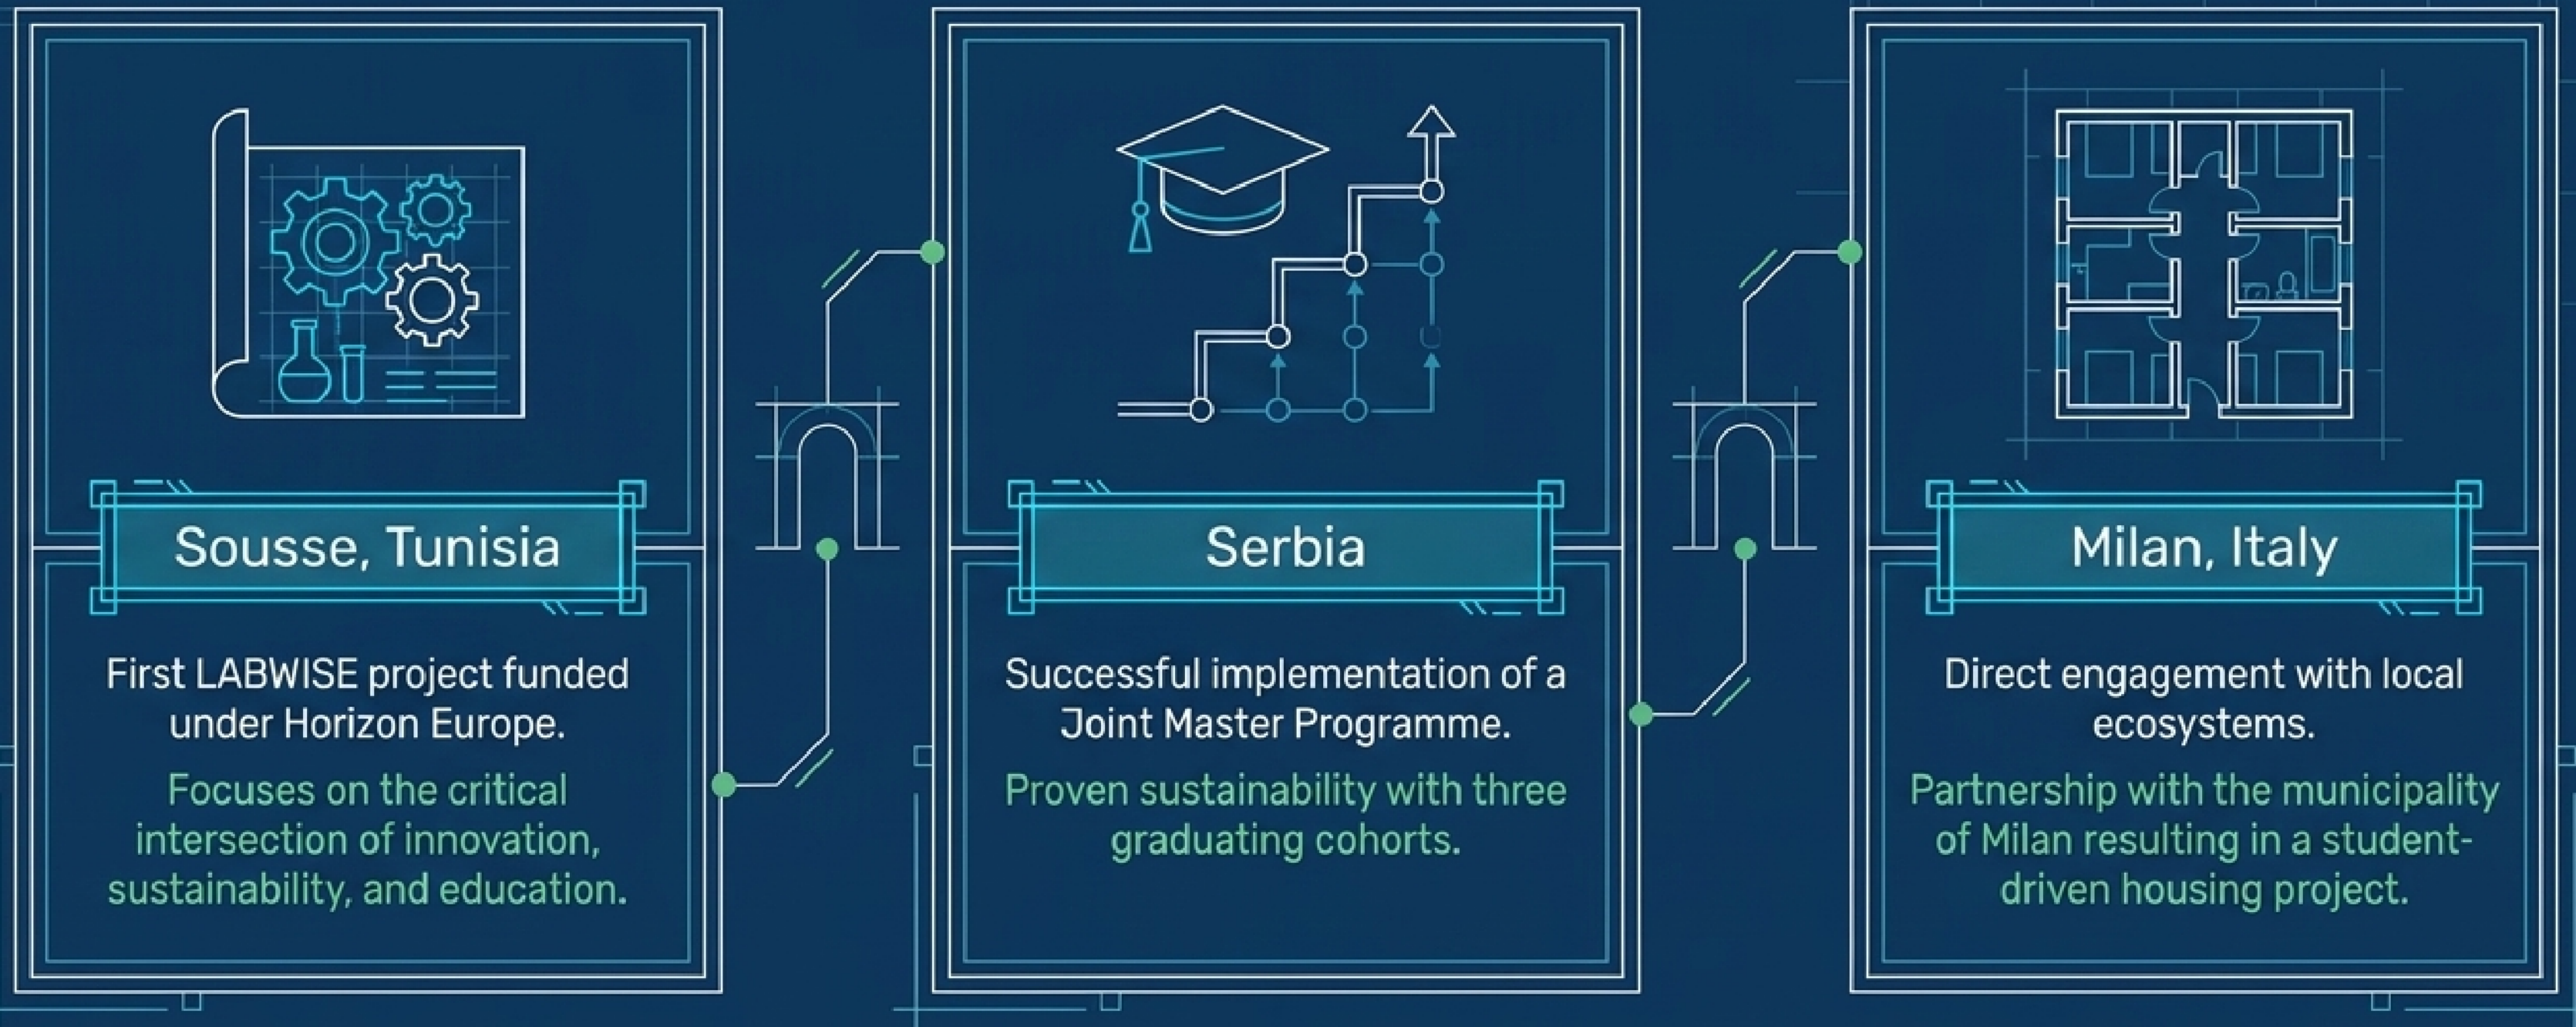 Sousse, Tunisia
First LABWISE project funded
under Horizon Europe.
Focuses on the critical
intersection of innovation,
sustainability, and education.
Serbia
Successful implementation of a
Joint Master Programme.
Proven sustainability with three
graduating cohorts.
Milan, Italy
Direct engagement with local
ecosystems.
Partnership with the municipality
of Milan resulting in a student-
driven housing project.